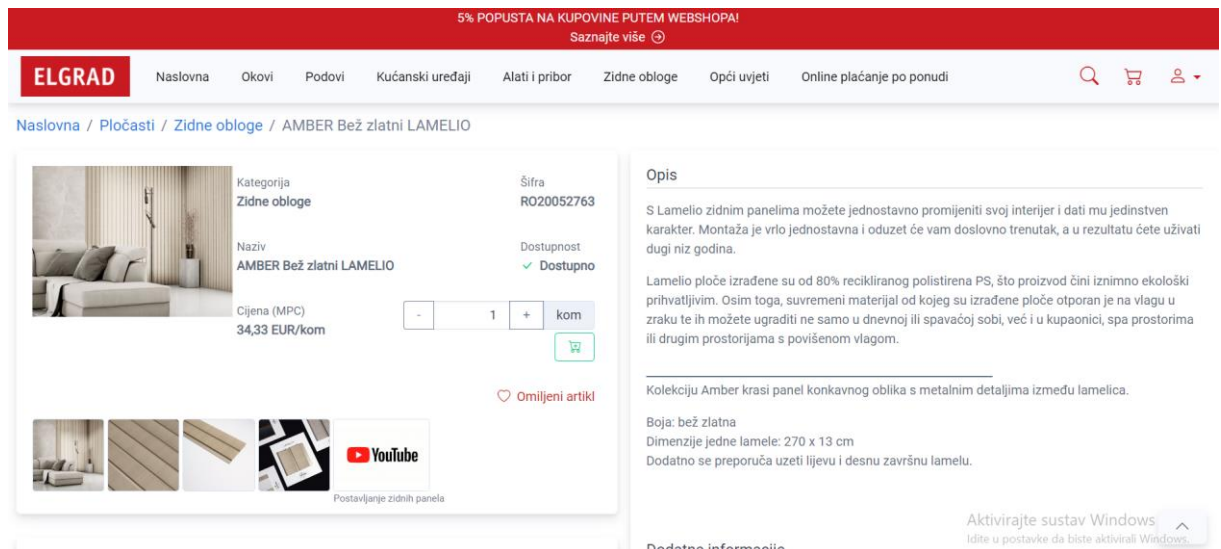 5% POPUSTA NA KUPOVINE PUTEM WEBSHOPA!
Saznajte više
ELGRAD
Naslovna
Okovi
Podovi
Kućanski uređaji
Alati i pribor
Zidne obloge
Opći uvjeti
Online plaćanje po ponudi
Naslovna / Pločasti / Zidne obloge / AMBER Bež zlatni LAMELIO
Kategorija
Zidne obloge
Šifra
RO20052763
Naziv
AMBER Bež zlatni LAMELIO
Dostupnost
Dostupno
Cijena (MPC)
34,33 EUR/kom
- 1 + kom
Omiljeni artikl
YouTube
Postavljanje zidnih panela
Opis
S Lamelio zidnim panelima možete jednostavno promijeniti svoj interijer i dati mu jedinstven
karakter. Montaža je vrlo jednostavna i oduzet će vam doslovno trenutak, a u rezultatu ćete uživati
dugi niz godina.
Lamelio ploče izrađene su od 80% recikliranog polistirena PS, što proizvod čini iznimno ekološki
prihvatljivim. Osim toga, suvremeni materijal od kojeg su izrađene ploče otporan je na vlagu u
zraku te ih možete ugraditi ne samo u dnevnoj ili spavaćoj sobi, već i u kupaonici, spa prostorima
ili drugim prostorijama s povišenom vlagom.
Kolekciju Amber krasi panel konkavnog oblika s metalnim detaljima između lamelica.
Boja: bež zlatna
Dimenzije jedne lamele: 270 x 13 cm
Dodatno se preporuča uzeti lijevu i desnu završnu lamelu.
Aktivirajte sustav Windows
Idite u postavke da biste aktivirali Windows.
Dodatne informacije